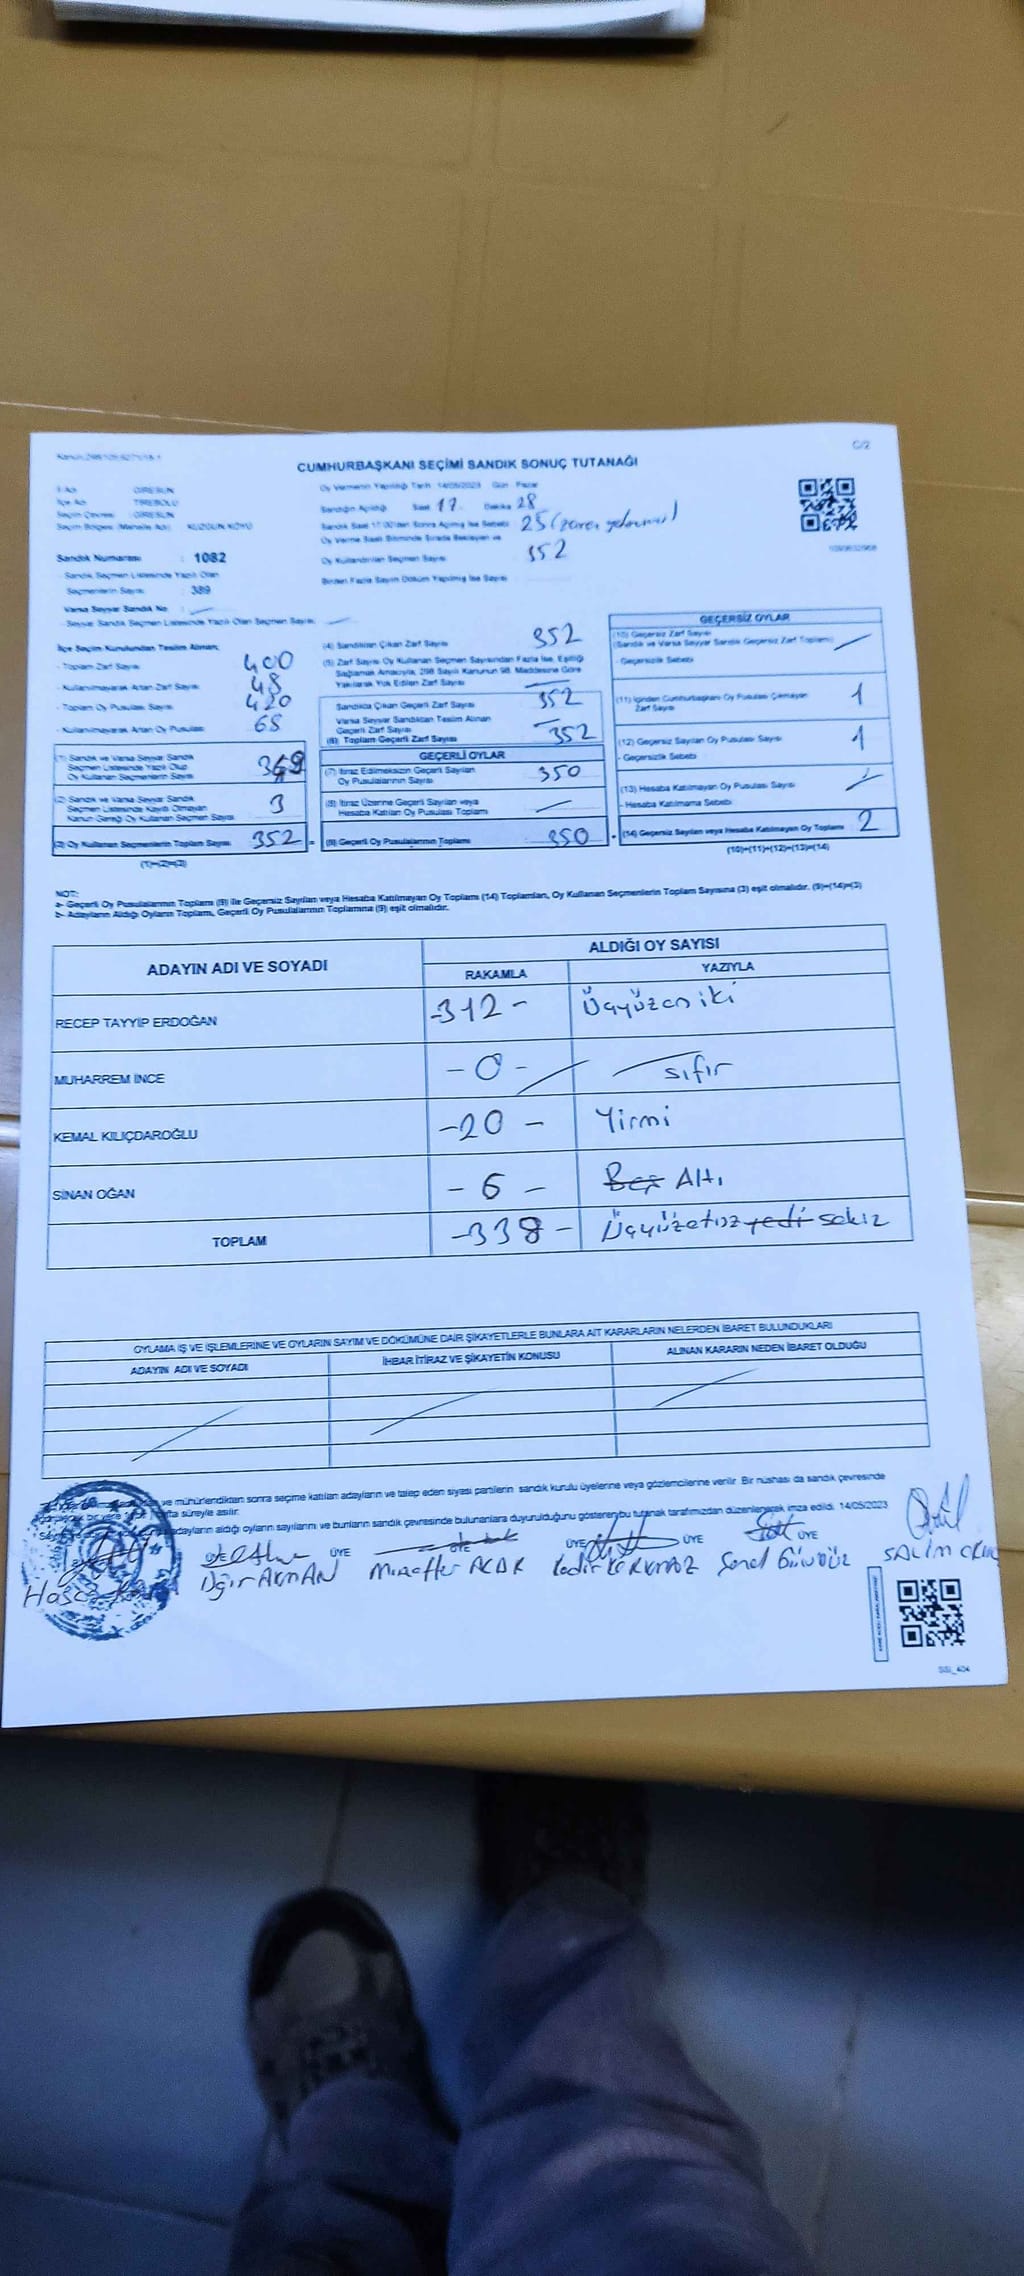 C/2
CUMHURBAŞKANI SEÇİMİ SANDIK SONUÇ TUTANAĞI
İl Adı : GİRESUN
İlçe Adı : TİREBOLU
Seçim Çevresi : GİRESUN
Seçim Bölgesi (Mahalle Adı) : KUZGUN KÖYÜ
Sandık Numarası : 1082
- Sandık Seçmen Listesinde Yazılı Olan
Seçmenlerin Sayısı : 389
Varsa Seyyar Sandık No :
- Seyyar Sandık Seçmen Listesinde Yazılı Olan Seçmen Sayısı:
Oy Vermenin Yapıldığı Tarih 14/05/2023 Gün Pazar
Sandığın Açıldığı Saat 17. Dakika 28
Sandık Saat 17:00'den Sonra Açılmış İse Sebebi 25 (
Oy Verme Saati Bitiminde Sırada Bekleyen ve
Oy Kullandırılan Seçmen Sayısı 352
Birden Fazla Sayım Döküm Yapılmış İse Sayısı
İlçe Seçim Kurulundan Teslim Alınan;
- Toplam Zarf Sayısı 400
- Kullanılmayarak Artan Zarf Sayısı 48
- Toplam Oy Pusulası Sayısı 420
- Kullanılmayarak Artan Oy Pusulası 68
(1) Sandık ve Varsa Seyyar Sandık
Seçmen Listesinde Yazılı Olup
Oy Kullanan Seçmenlerin Sayısı 349
(2) Sandık ve Varsa Seyyar Sandık
Seçmen Listesinde Kaydı Olmayan
Kanun Gereği Oy Kullanan Seçmen Sayısı 3
(3) Oy Kullanan Seçmenlerin Toplam Sayısı 352 =
(1)+(2)=(3)
(4) Sandıktan Çıkan Zarf Sayısı 352
(5) Zarf Sayısı Oy Kullanan Seçmen Sayısından Fazla İse, Eşitliği
Sağlamak Amacıyla, 298 Sayılı Kanunun 98. Maddesine Göre
Yakılarak Yok Edilen Zarf Sayısı
Sandıkta Çıkan Geçerli Zarf Sayısı 352
Varsa Seyyar Sandıktan Teslim Alınan
Geçerli Zarf Sayısı
(6) Toplam Geçerli Zarf Sayısı 352
GEÇERLİ OYLAR
(7) İtiraz Edilmeksizin Geçerli Sayılan
Oy Pusulalarının Sayısı 350
(8) İtiraz Üzerine Geçerli Sayılan veya
Hesaba Katılan Oy Pusulası Toplamı
(9) Geçerli Oy Pusulalarının Toplamı 350 +
GEÇERSİZ OYLAR
(10) Geçersiz Zarf Sayısı
(Sandık ve Varsa Seyyar Sandık Geçersiz Zarf Toplamı)
- Geçersizlik Sebebi
(11) İçinden Cumhurbaşkanı Oy Pusulası Çıkmayan
Zarf Sayısı 1
(12) Geçersiz Sayılan Oy Pusulası Sayısı 1
- Geçersizlik Sebebi
(13) Hesaba Katılmayan Oy Pusulası Sayısı
- Hesaba Katılmama Sebebi
(14) Geçersiz Sayılan veya Hesaba Katılmayan Oy Toplamı 2
(10)+(11)+(12)+(13)=(14)
NOT:
a- Geçerli Oy Pusulalarının Toplamı (9) ile Geçersiz Sayılan veya Hesaba Katılmayan Oy Toplamı (14) Toplamları, Oy Kullanan Seçmenlerin Toplam Sayısına (3) eşit olmalıdır. (9)+(14)=(3)
b- Adayların Aldığı Oyların Toplamı, Geçerli Oy Pusulalarının Toplamına (9) eşit olmalıdır.
ADAYIN ADI VE SOYADI ALDIĞI OY SAYISI
RAKAMLA YAZIYLA
RECEP TAYYİP ERDOĞAN -312- Üçyüzoniki
MUHARREM İNCE -0- sıfır
KEMAL KILIÇDAROĞLU -20- Yirmi
SİNAN OĞAN -6- Beş Altı
TOPLAM -338- Üçyüzotuzyedi sekiz
OYLAMA İŞ VE İŞLEMLERİNE VE OYLARIN SAYIM VE DÖKÜMÜNE DAİR ŞİKAYETLERLE BUNLARA AİT KARARLARIN NELERDEN İBARET BULUNDUKLARI
ADAYIN ADI VE SOYADI İHBAR İTİRAZ VE ŞİKAYETİN KONUSU ALINAN KARARIN NEDEN İBARET OLDUĞU
ve mühürlendikten sonra seçime katılan adayların ve talep eden siyasi partilerin sandık kurulu üyelerine veya gözlemcilerine verilir. Bir nüshası da sandık çevresinde
bir hafta süreyle asılır.
adayların aldığı oyların sayılarını ve bunların sandık çevresinde bulunanlara duyurulduğunu gösteren bu tutanak tarafımızdan düzenlenerek imza edildi. 14/05/2023
ÜYE ÜYE ÜYE ÜYE
Uğur AKMAN Muzaffer ACAR Kadir KORKMAZ Şenol Gündüz SALİM
SSİ_404